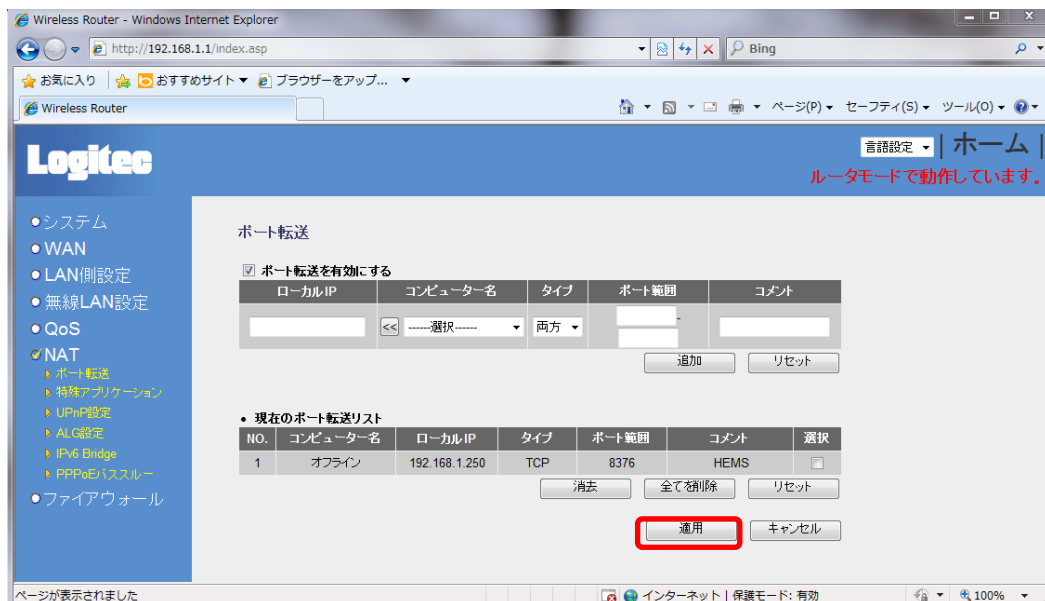 Wireless Router - Windows Internet Explorer
http://192.168.1.1/index.asp
Bing
お気に入り
おすすめサイト
ブラウザーをアップ...
Wireless Router
ページ(P)
セーフティ(S)
ツール(O)
Logitec
言語設定
| ホーム |
ルータモードで動作しています。
システム
WAN
LAN側設定
無線LAN設定
QoS
NAT
ポート転送
特殊アプリケーション
UPnP設定
ALG設定
IPv6 Bridge
PPPoEパススルー
ファイアウォール
ポート転送
ポート転送を有効にする
ローカルIP コンピューター名 タイプ ポート範囲 コメント
<< ------選択------ 両方 -
追加 リセット
• 現在のポート転送リスト
NO. コンピューター名 ローカルIP タイプ ポート範囲 コメント 選択
1 オフライン 192.168.1.250 TCP 8376 HEMS
消去 全てを削除 リセット
適用 キャンセル
ページが表示されました
インターネット | 保護モード: 有効
100%